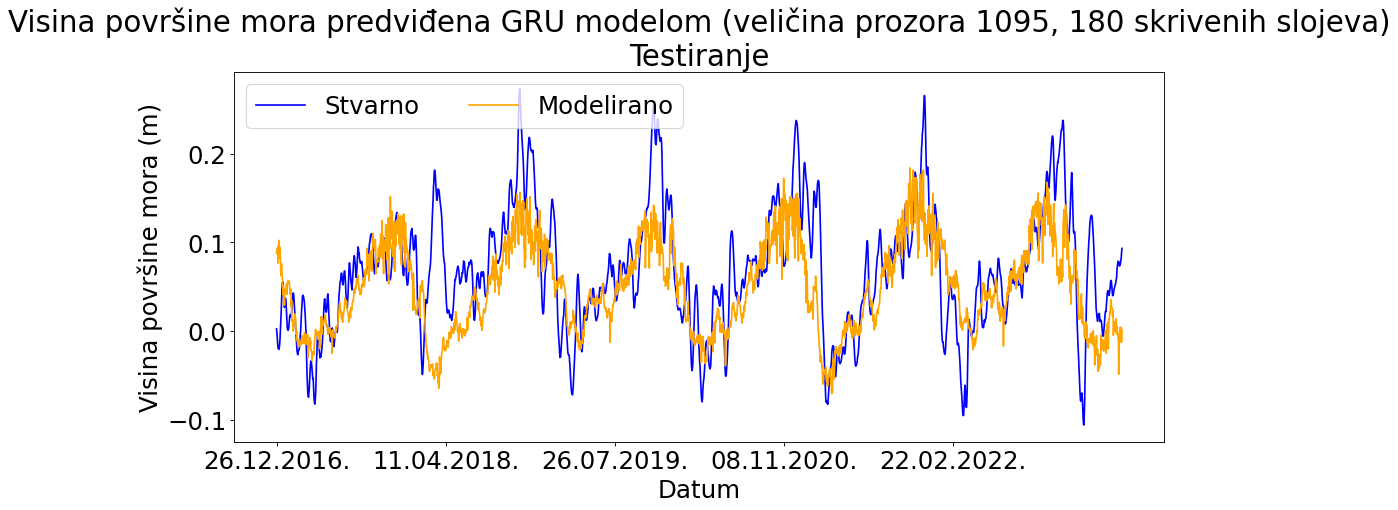 Visina površine mora predviđena GRU modelom (veličina prozora 1095, 180 skrivenih slojeva)
Testiranje
Stvarno
Modelirano
Visina površine mora (m)
0.2
0.1
0.0
−0.1
26.12.2016.
11.04.2018.
26.07.2019.
08.11.2020.
22.02.2022.
Datum